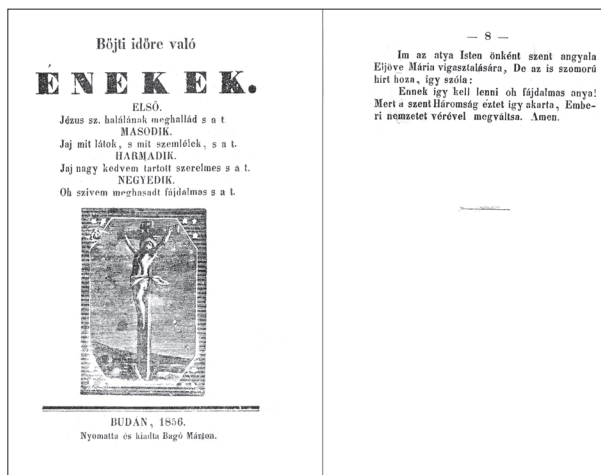 Böjti időre való
ÉNEKEK.
ELSŐ.
Jézus sz. halálának meghallád s a t.
MASODIK.
Jaj mit látok, s mit szemlélek, s a t.
HARMADIK.
Jaj nagy kedvem tartott szerelmes s a t.
NEGYEDIK.
Oh szivem meghasadt fájdalmas s a t.
BUDÁN, 1856.
Nyomatta és kiadta Bagó Márton.
— 8 —
Im az atya Isten önként szent angyala
Eljöve Mária vigasztalására, De az is szomorú
hirt hoza, igy szóla:
Ennek igy kell lenni oh fájdalmas anya!
Mert a szent Háromság eztet igy akarta, Embe-
ri nemzetet vérével megváltsa. Amen.